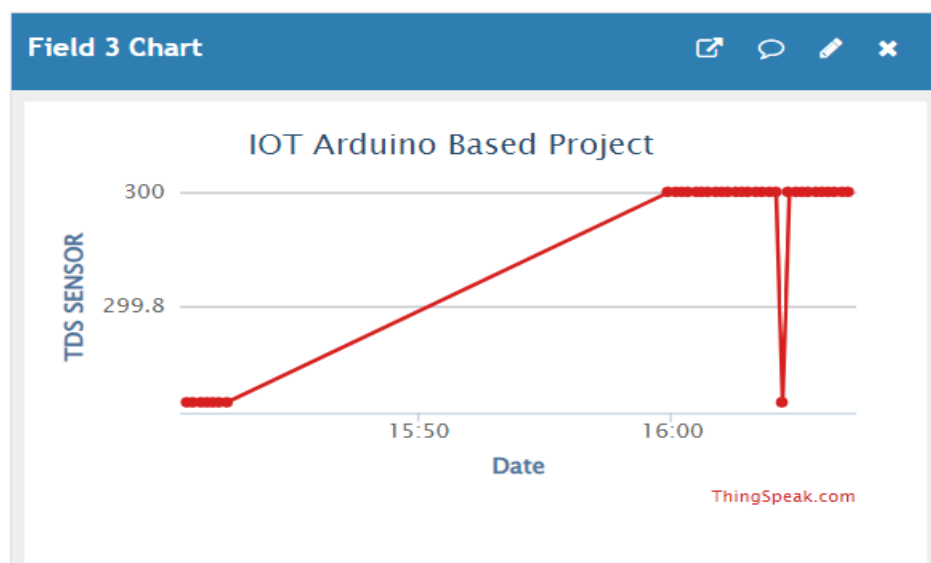 Field 3 Chart
IOT Arduino Based Project
300
299.8
TDS SENSOR
15:50 16:00
Date
ThingSpeak.com